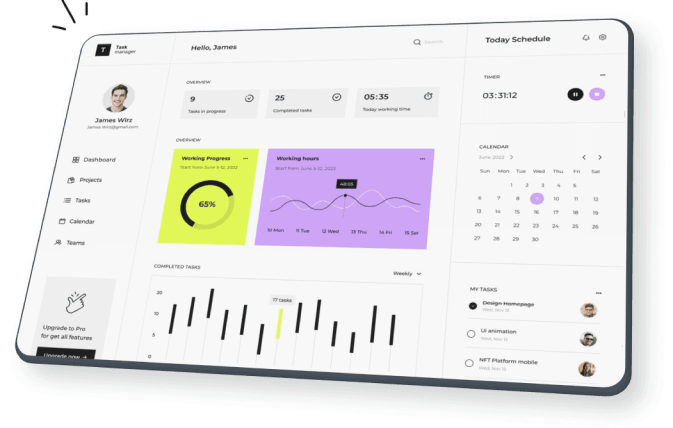 T
Task
manager
Hello, James
Search
Today Schedule
James Wirz
James Wirz@gmail.com
Dashboard
Projects
Tasks
Calendar
Teams
Upgrade to Pro
for get all features
Upgrade now
OVERVIEW
9
Tasks in progress
25
Completed tasks
05:35
Today working time
OVERVIEW
Working Progress
Start from June 5-12, 2022
65%
Working hours
Start from June 5-12, 2022
10 Mon 11 Tue 12 Wed 13 Thu 14 Fri 15 Sat
COMPLETED TASKS
Weekly
20
10
5
0
17 tasks
TIMER
03:31:12
CALENDAR
June 2022
Sun Mon Tue Wed Thu Fri Sat
1 2 3 4 5
6 7 8 9 10 11 12
13 14 15 16 17 18 19
20 21 22 23 24 25 26
27 28 29 30
MY TASKS
Design Homepage
Wed, Nov 15
UI animation
Wed, Nov 15
NFT Platform mobile
Wed, Nov 15